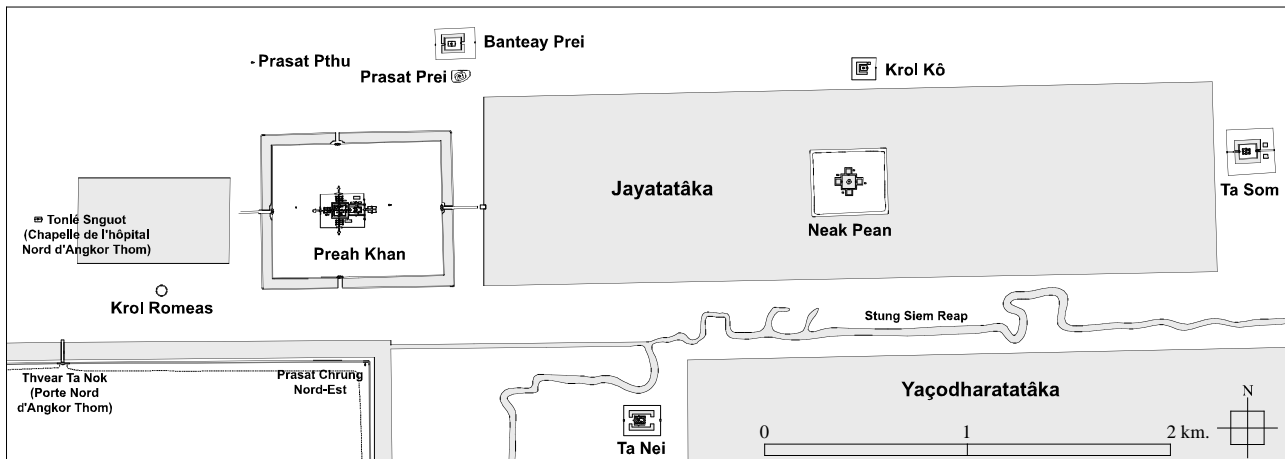 Banteay Prei
Prasat Pthu
Prasat Prei
Krol Kô
Jayatatâka
Ta Som
Tonlé Snguot
(Chapelle de l'hôpital
Nord d'Angkor Thom)
Neak Pean
Preah Khan
Krol Romeas
Stung Siem Reap
Thvear Ta Nok
(Porte Nord
d'Angkor Thom)
Prasat Chrung
Nord-Est
Yaçodharatatâka
N
0 1 2 km.
Ta Nei